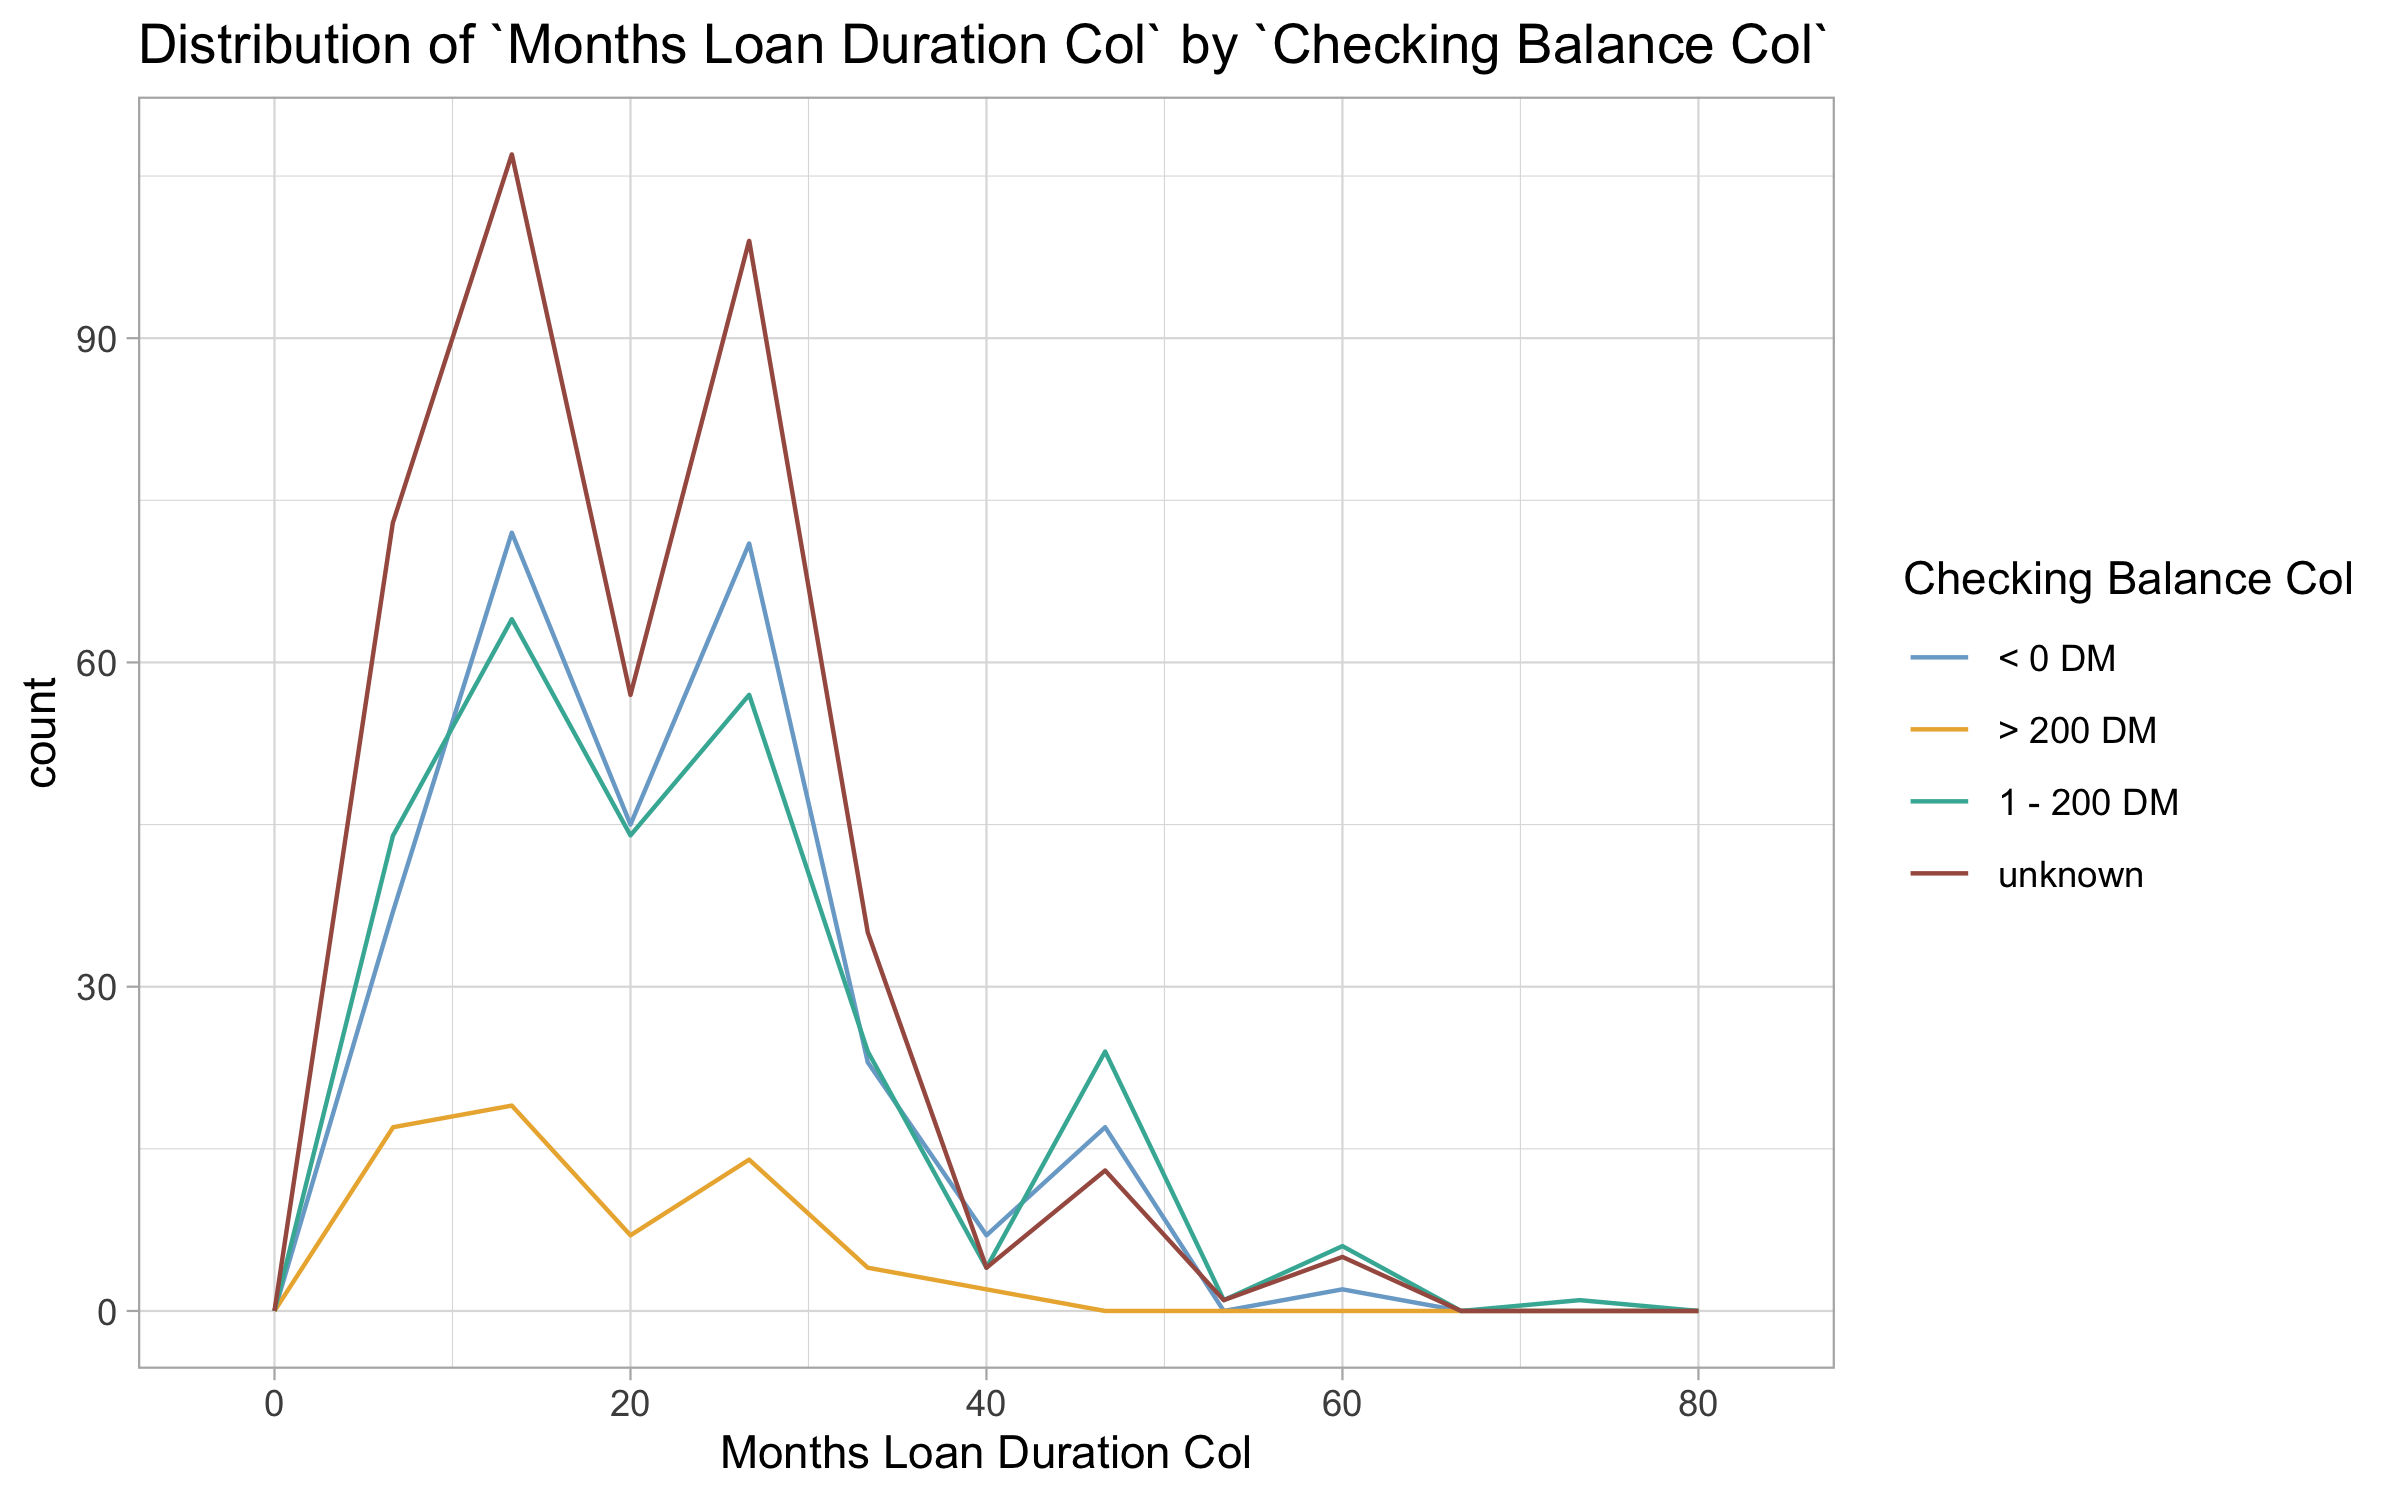 Distribution of `Months Loan Duration Col` by `Checking Balance Col`
90
60
30
0
count
0 20 40 60 80
Months Loan Duration Col
Checking Balance Col
< 0 DM
> 200 DM
1 - 200 DM
unknown